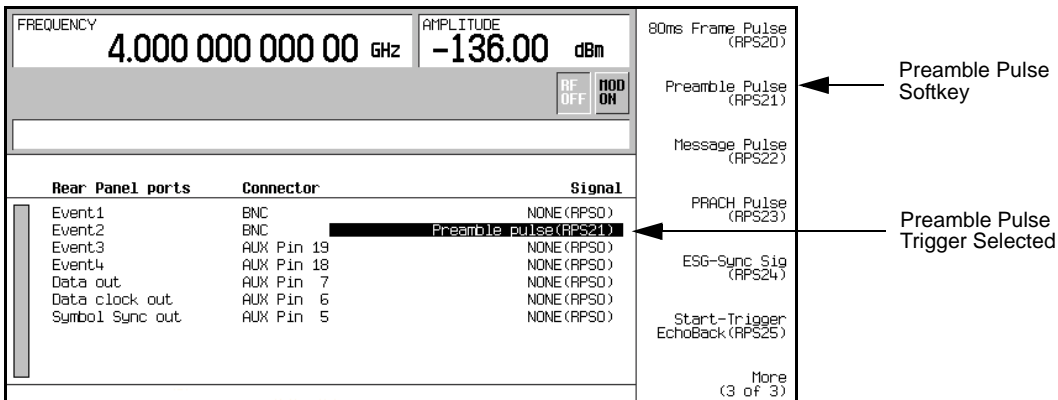 FREQUENCY
4.000 000 000 00 GHz
AMPLITUDE
-136.00 dBm
RF
OFF
MOD
ON
Rear Panel ports Connector Signal
Event1 BNC NONE(RPS0)
Event2 BNC Preamble pulse(RPS21)
Event3 AUX Pin 19 NONE(RPS0)
Event4 AUX Pin 18 NONE(RPS0)
Data out AUX Pin 7 NONE(RPS0)
Data clock out AUX Pin 6 NONE(RPS0)
Symbol Sync out AUX Pin 5 NONE(RPS0)
80ms Frame Pulse
(RPS20)
Preamble Pulse
(RPS21)
Message Pulse
(RPS22)
PRACH Pulse
(RPS23)
ESG-Sync Sig
(RPS24)
Start-Trigger
EchoBack(RPS25)
More
(3 of 3)
Preamble Pulse
Softkey
Preamble Pulse
Trigger Selected